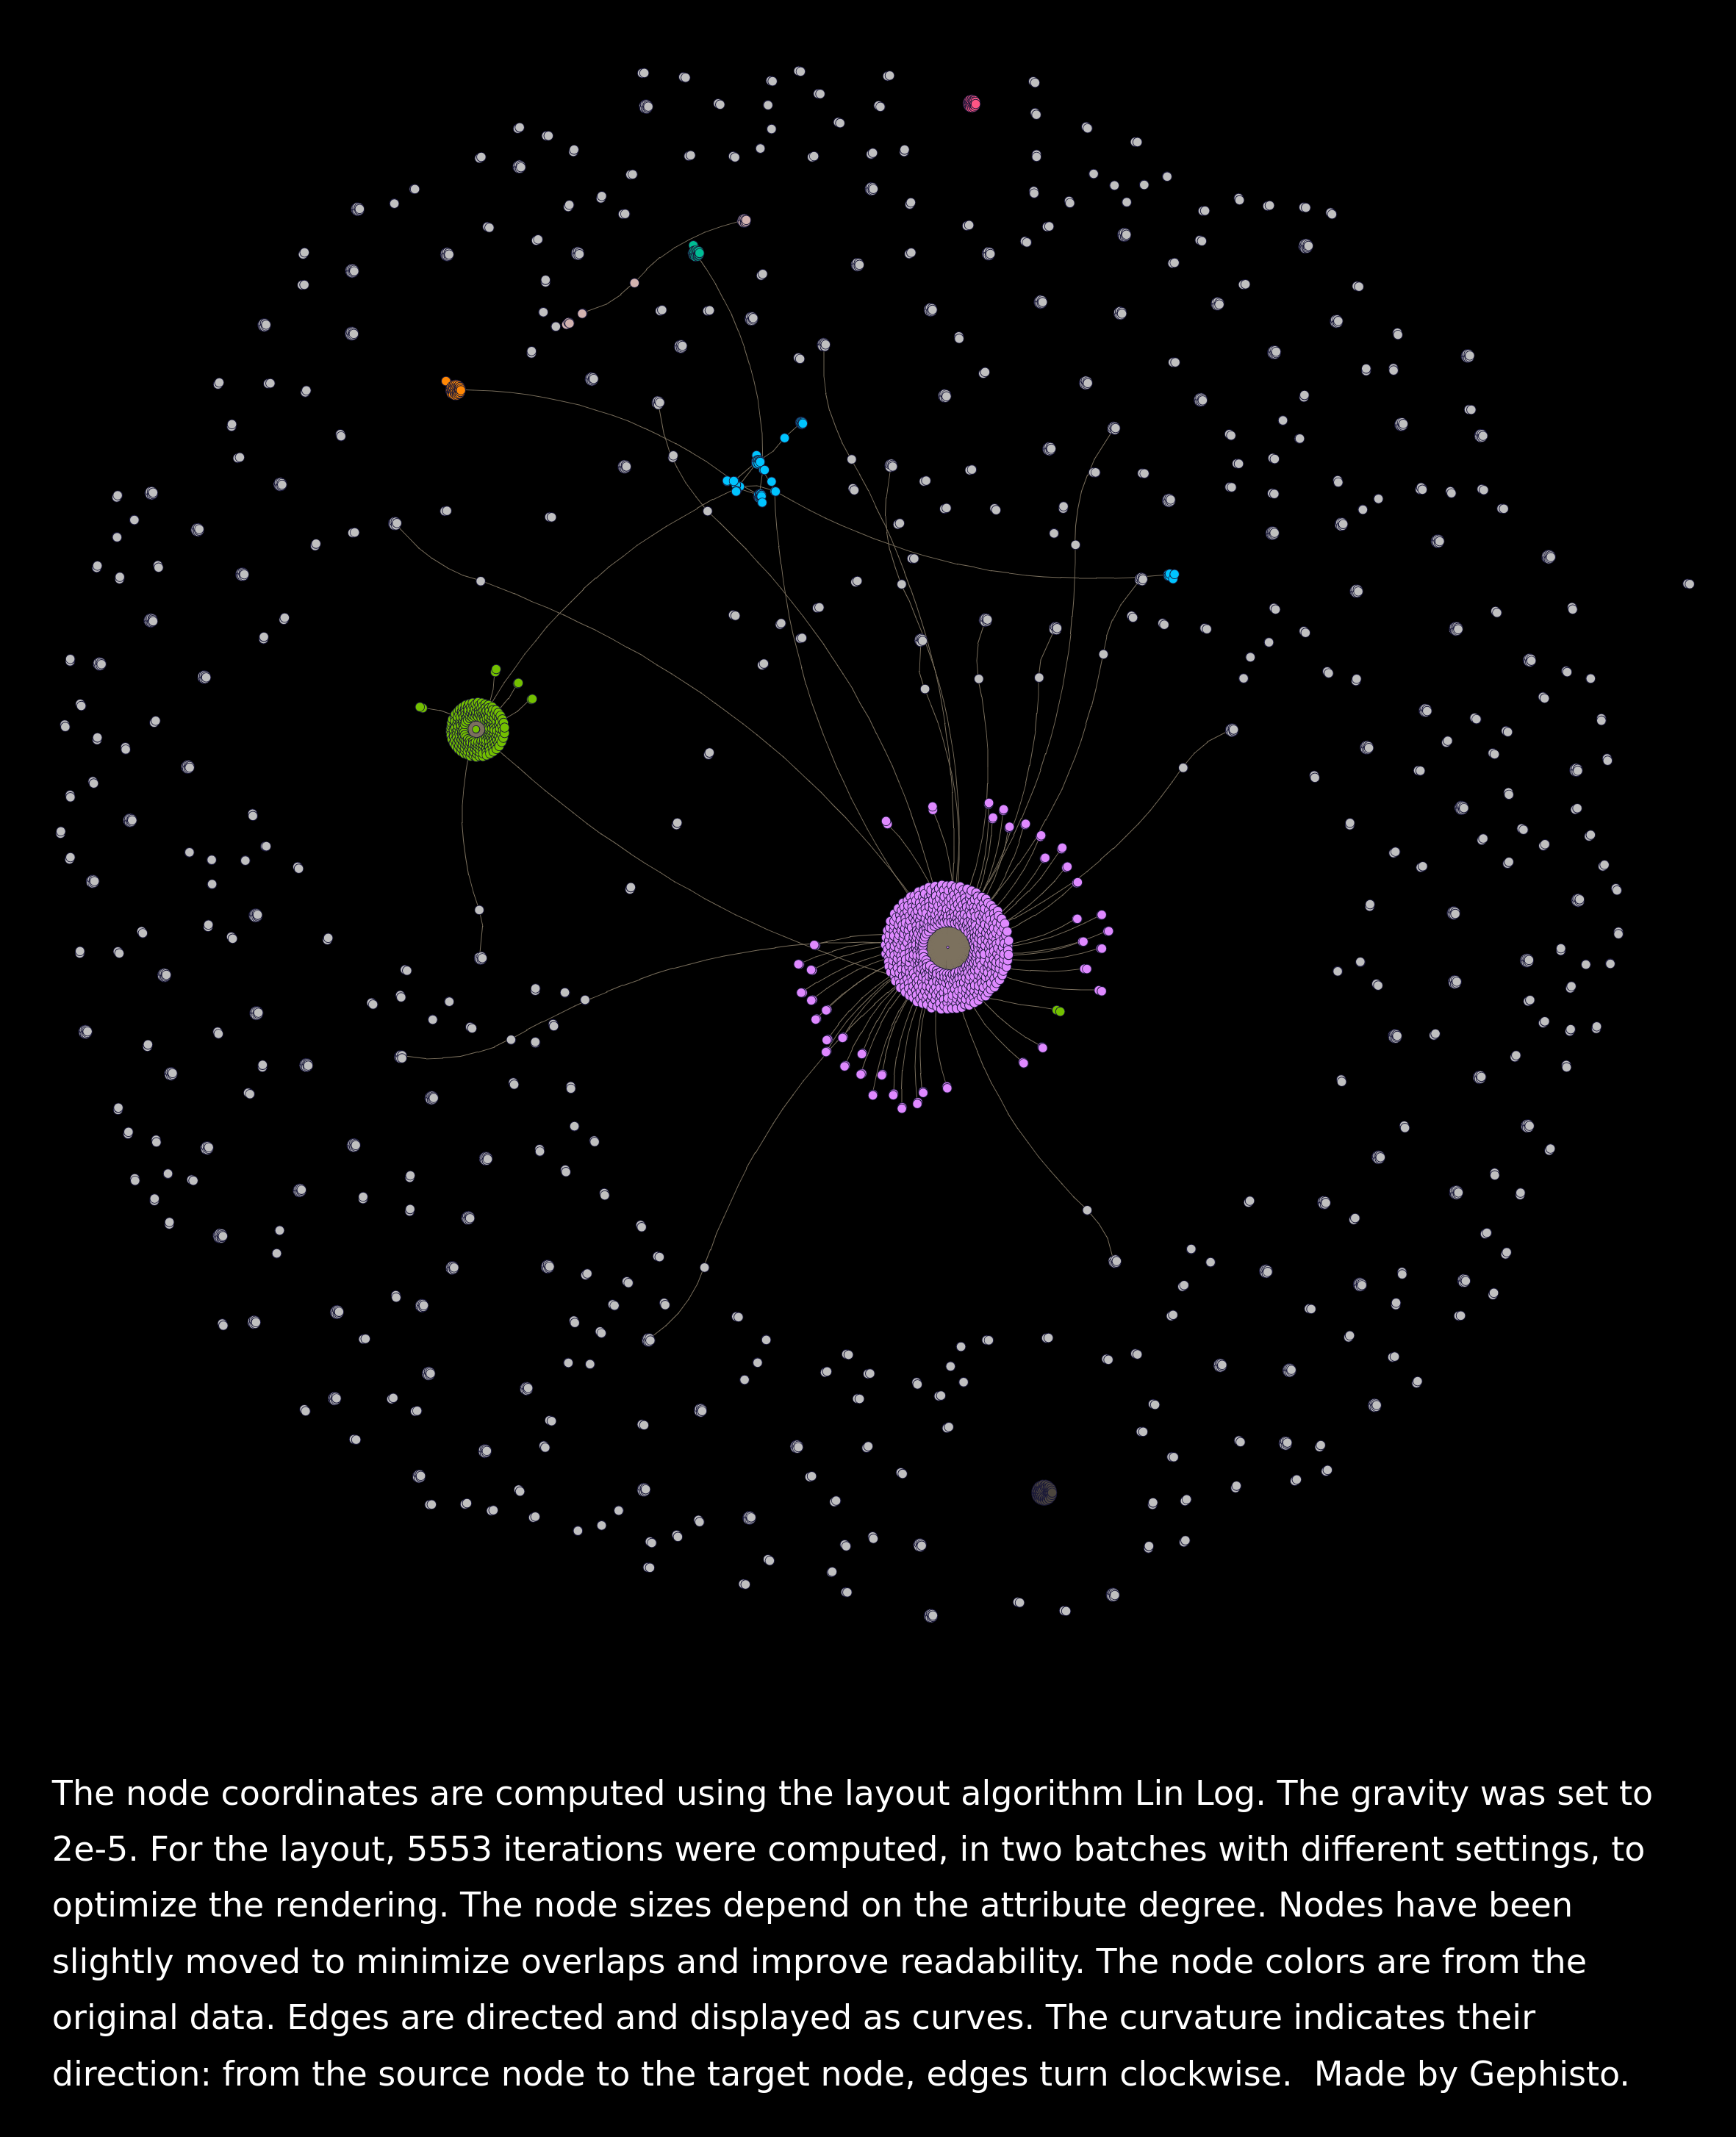 The node coordinates are computed using the layout algorithm Lin Log. The gravity was set to
2e-5. For the layout, 5553 iterations were computed, in two batches with different settings, to
optimize the rendering. The node sizes depend on the attribute degree.  Nodes have been
slightly moved to minimize overlaps and improve readability. The node colors are from the
original data. Edges are directed and displayed as curves. The curvature indicates their
direction: from the source node to the target node, edges turn clockwise.  Made by Gephisto.